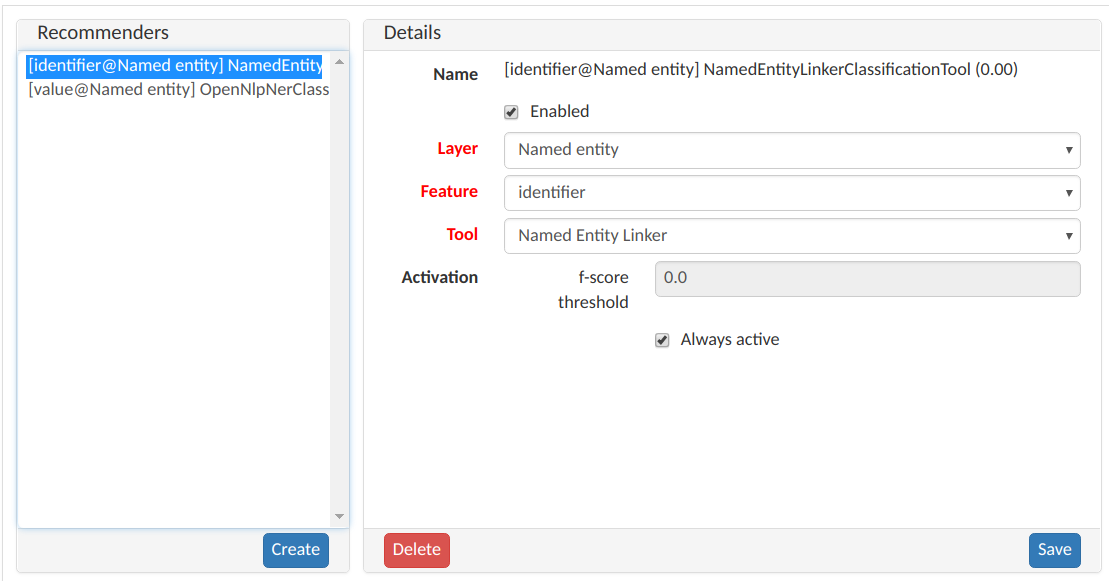 Recommenders
[identifier@Named entity] NamedEntity
[value@Named entity] OpenNlpNerClass
Create
Details
Name [identifier@Named entity] NamedEntityLinkerClassificationTool (0.00)
Enabled
Layer Named entity
Feature identifier
Tool Named Entity Linker
Activation f-score 0.0
threshold
Always active
Delete Save